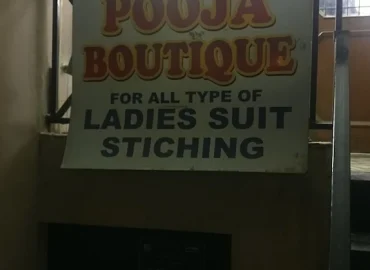 POOJA
BOUTIQUE
FOR ALL TYPE OF
LADIES SUIT
STICHING